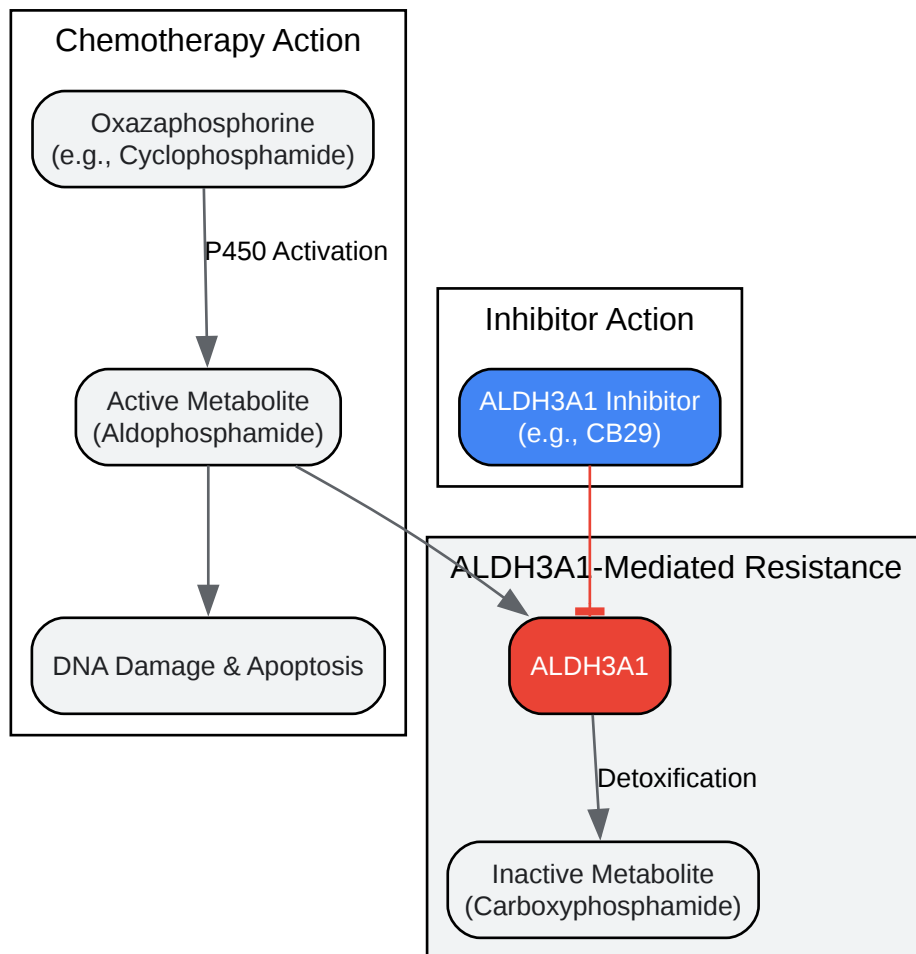 Chemotherapy Action
Oxazaphosphorine
(e.g., Cyclophosphamide)
P450 Activation
Active Metabolite
(Aldophosphamide)
DNA Damage & Apoptosis
Inhibitor Action
ALDH3A1 Inhibitor
(e.g., CB29)
ALDH3A1-Mediated Resistance
ALDH3A1
Detoxification
Inactive Metabolite
(Carboxyphosphamide)